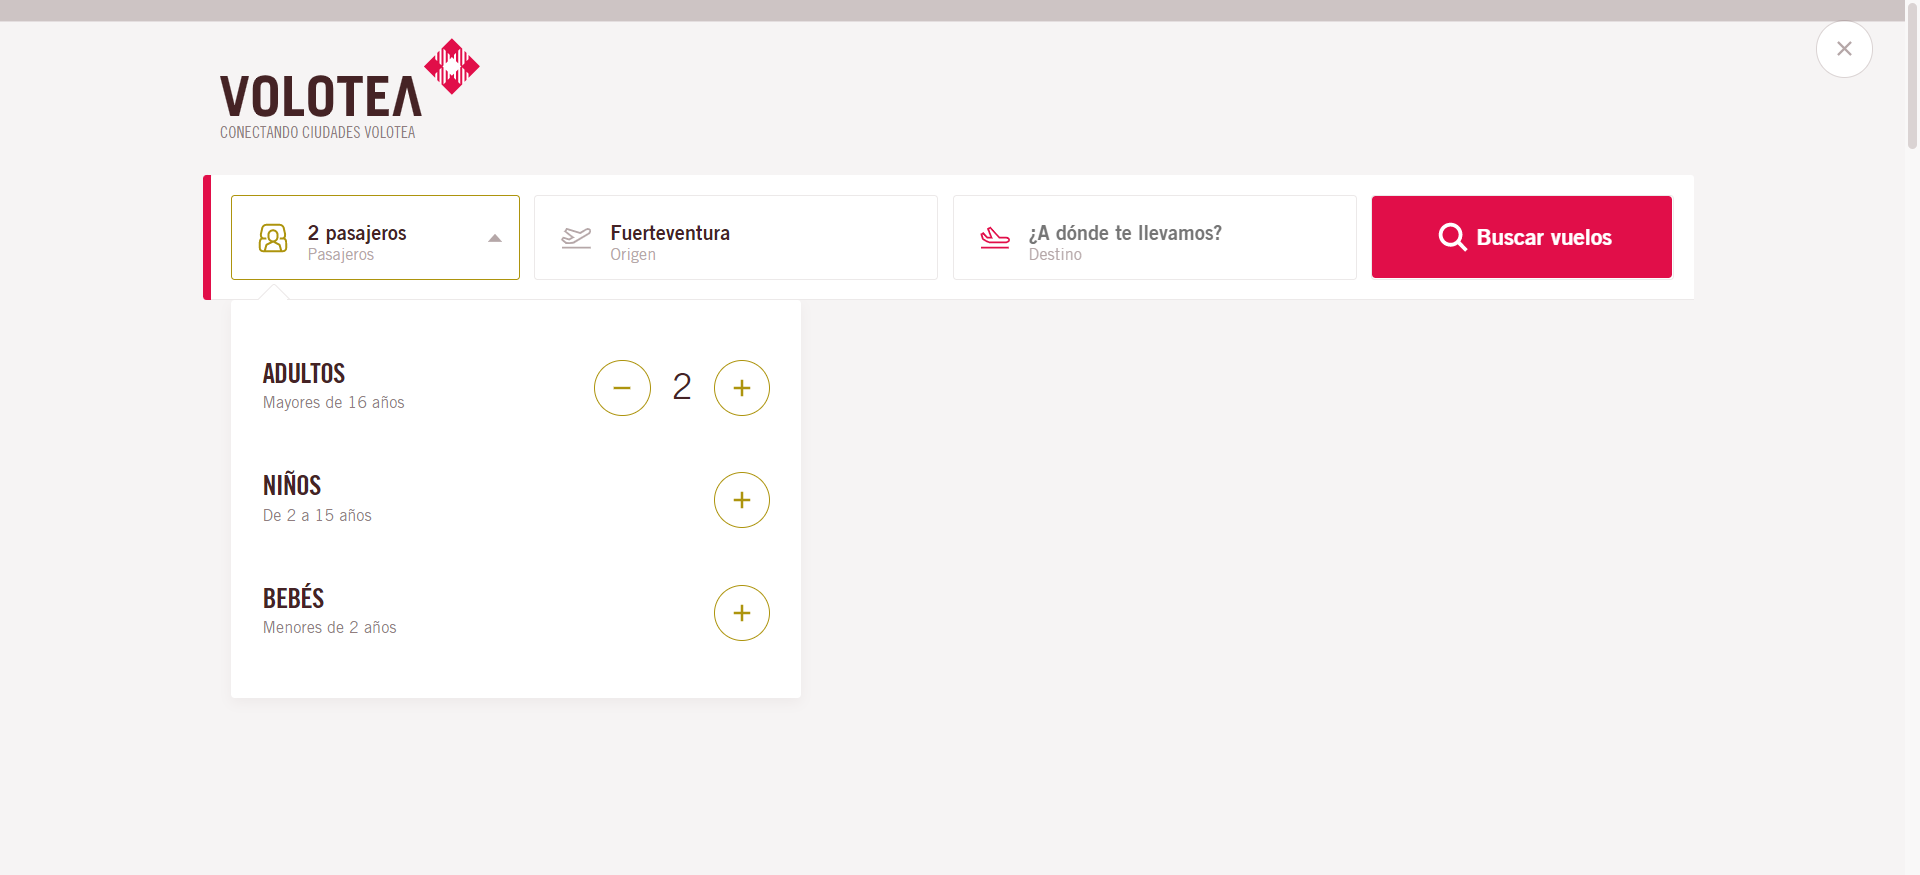 VOLOTEA
CONECTANDO CIUDADES VOLOTEA
2 pasajeros
Pasajeros
Fuerteventura
Origen
¿A dónde te llevamos?
Destino
Buscar vuelos
ADULTOS
Mayores de 16 años
2
NIÑOS
De 2 a 15 años
BEBÉS
Menores de 2 años